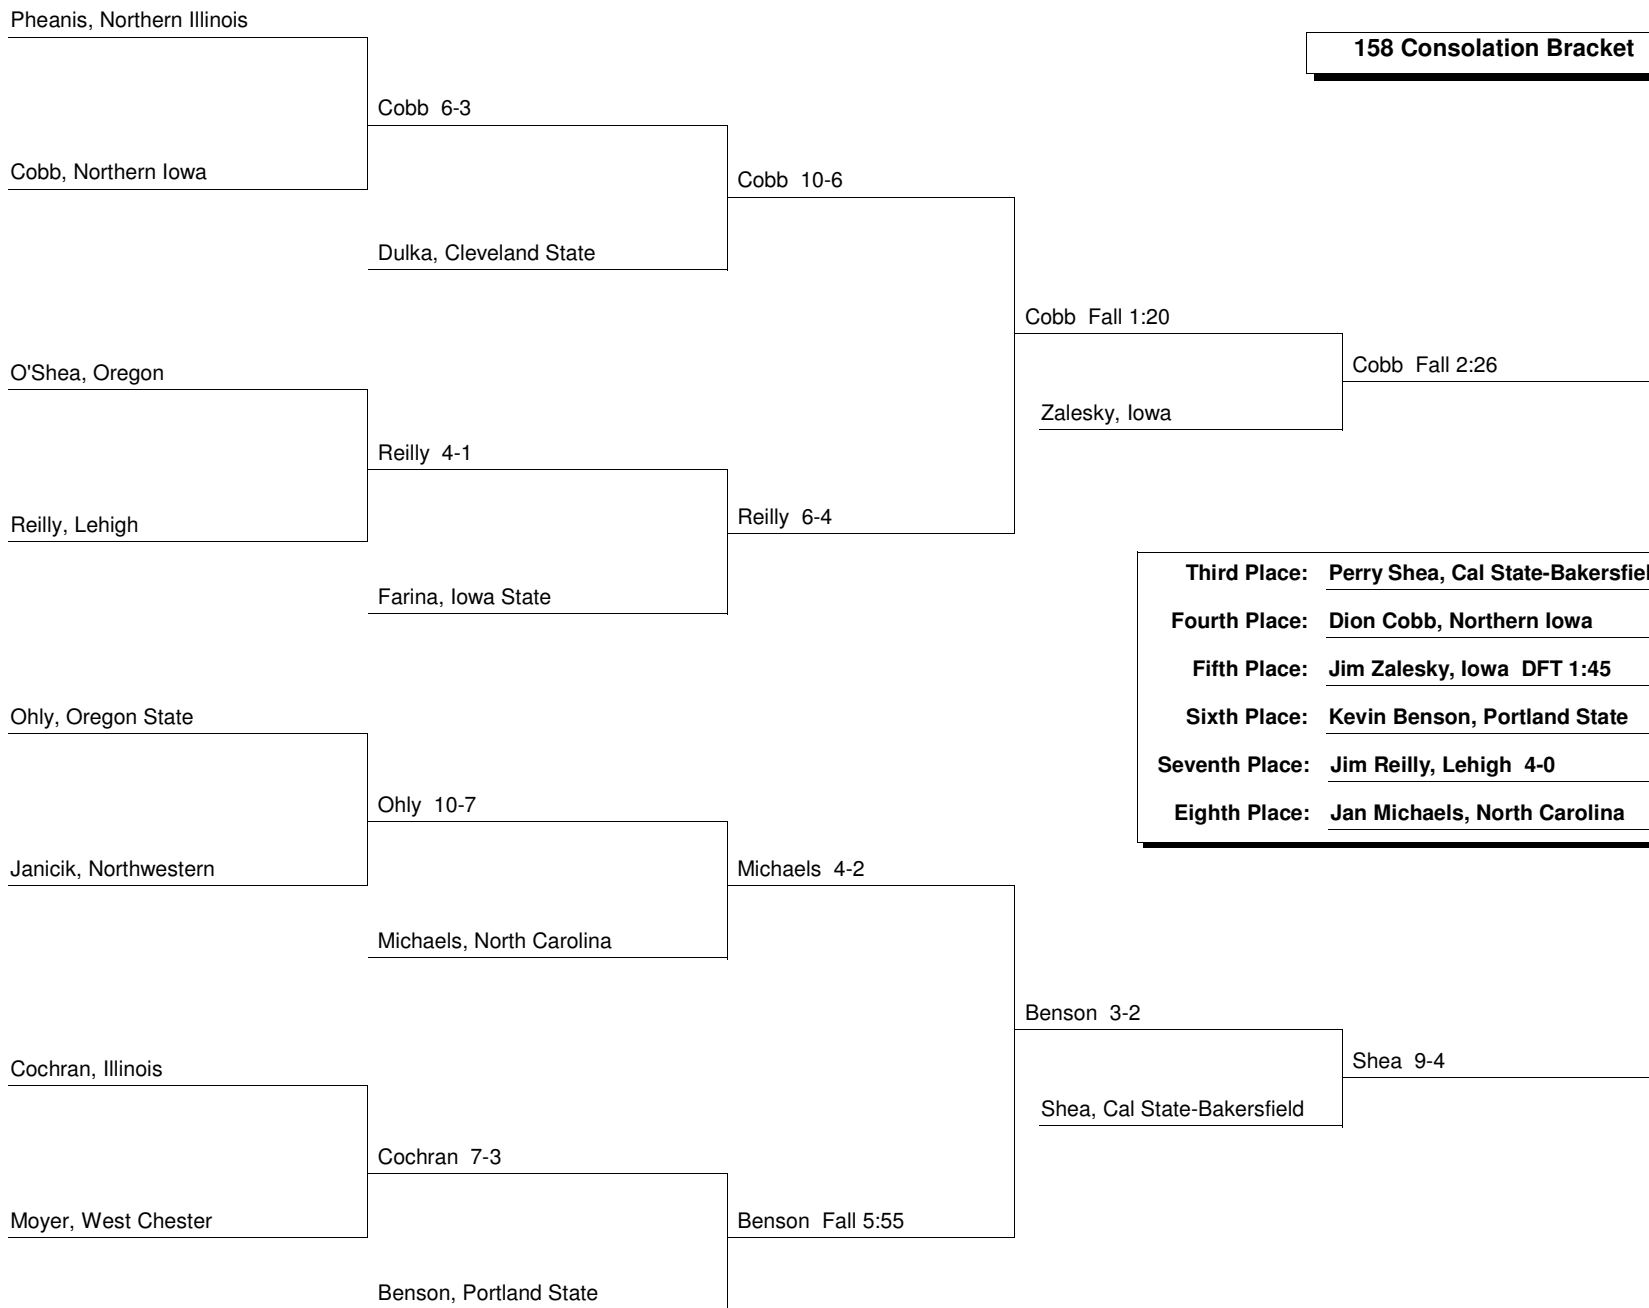 Pheanis, Northern Illinois
158 Consolation Bracket
Cobb 6-3
Cobb, Northern Iowa
Cobb 10-6
Dulka, Cleveland State
Cobb Fall 1:20
O'Shea, Oregon
Cobb Fall 2:26
Zalesky, Iowa
Reilly 4-1
Reilly, Lehigh
Reilly 6-4
Farina, Iowa State
Third Place: Perry Shea, Cal State-Bakersfiel
Fourth Place: Dion Cobb, Northern Iowa
Fifth Place: Jim Zalesky, Iowa DFT 1:45
Sixth Place: Kevin Benson, Portland State
Seventh Place: Jim Reilly, Lehigh 4-0
Eighth Place: Jan Michaels, North Carolina
Ohly, Oregon State
Ohly 10-7
Janicik, Northwestern
Michaels 4-2
Michaels, North Carolina
Benson 3-2
Cochran, Illinois
Shea 9-4
Shea, Cal State-Bakersfield
Cochran 7-3
Moyer, West Chester
Benson Fall 5:55
Benson, Portland State